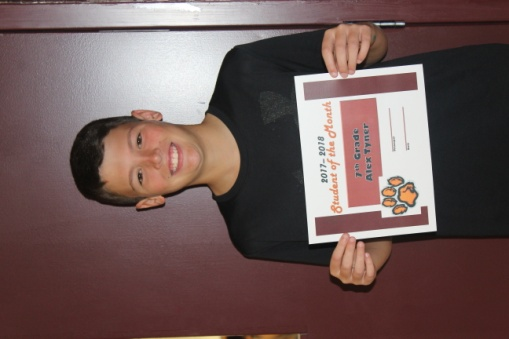 2017-2018
Student of the Month
7th Grade
Alex Tyner